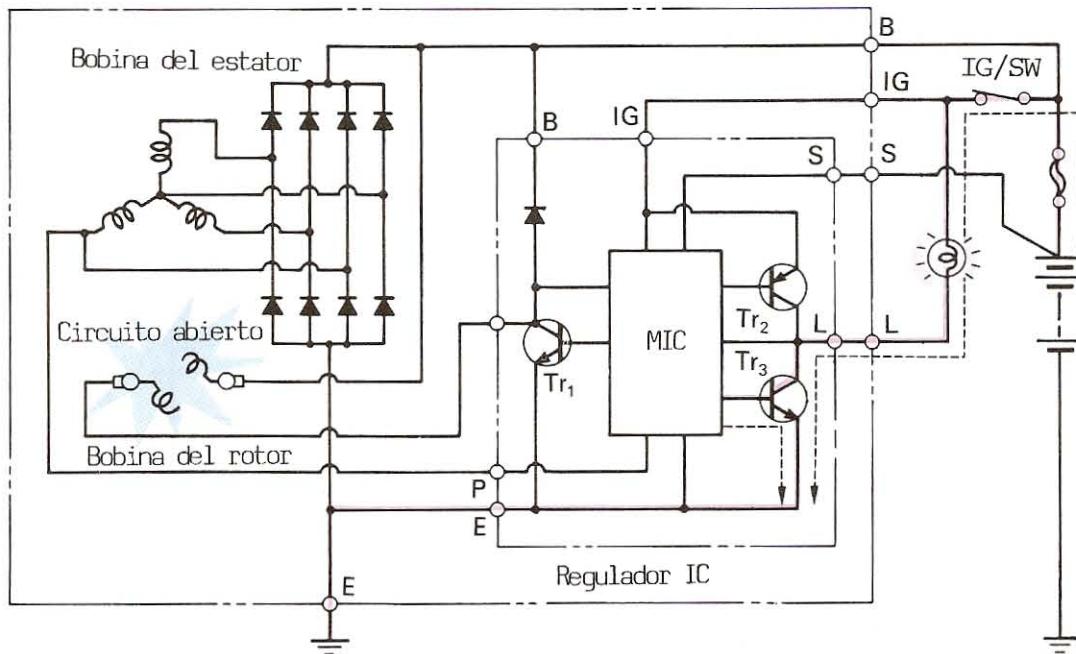 B
Bobina del estator
IG/SW
IG
B
IG
S
S
Circuito abierto
Tr₂
L
L
MIC
Tr₁
Tr₃
Bobina del rotor
P
E
Regulador IC
E